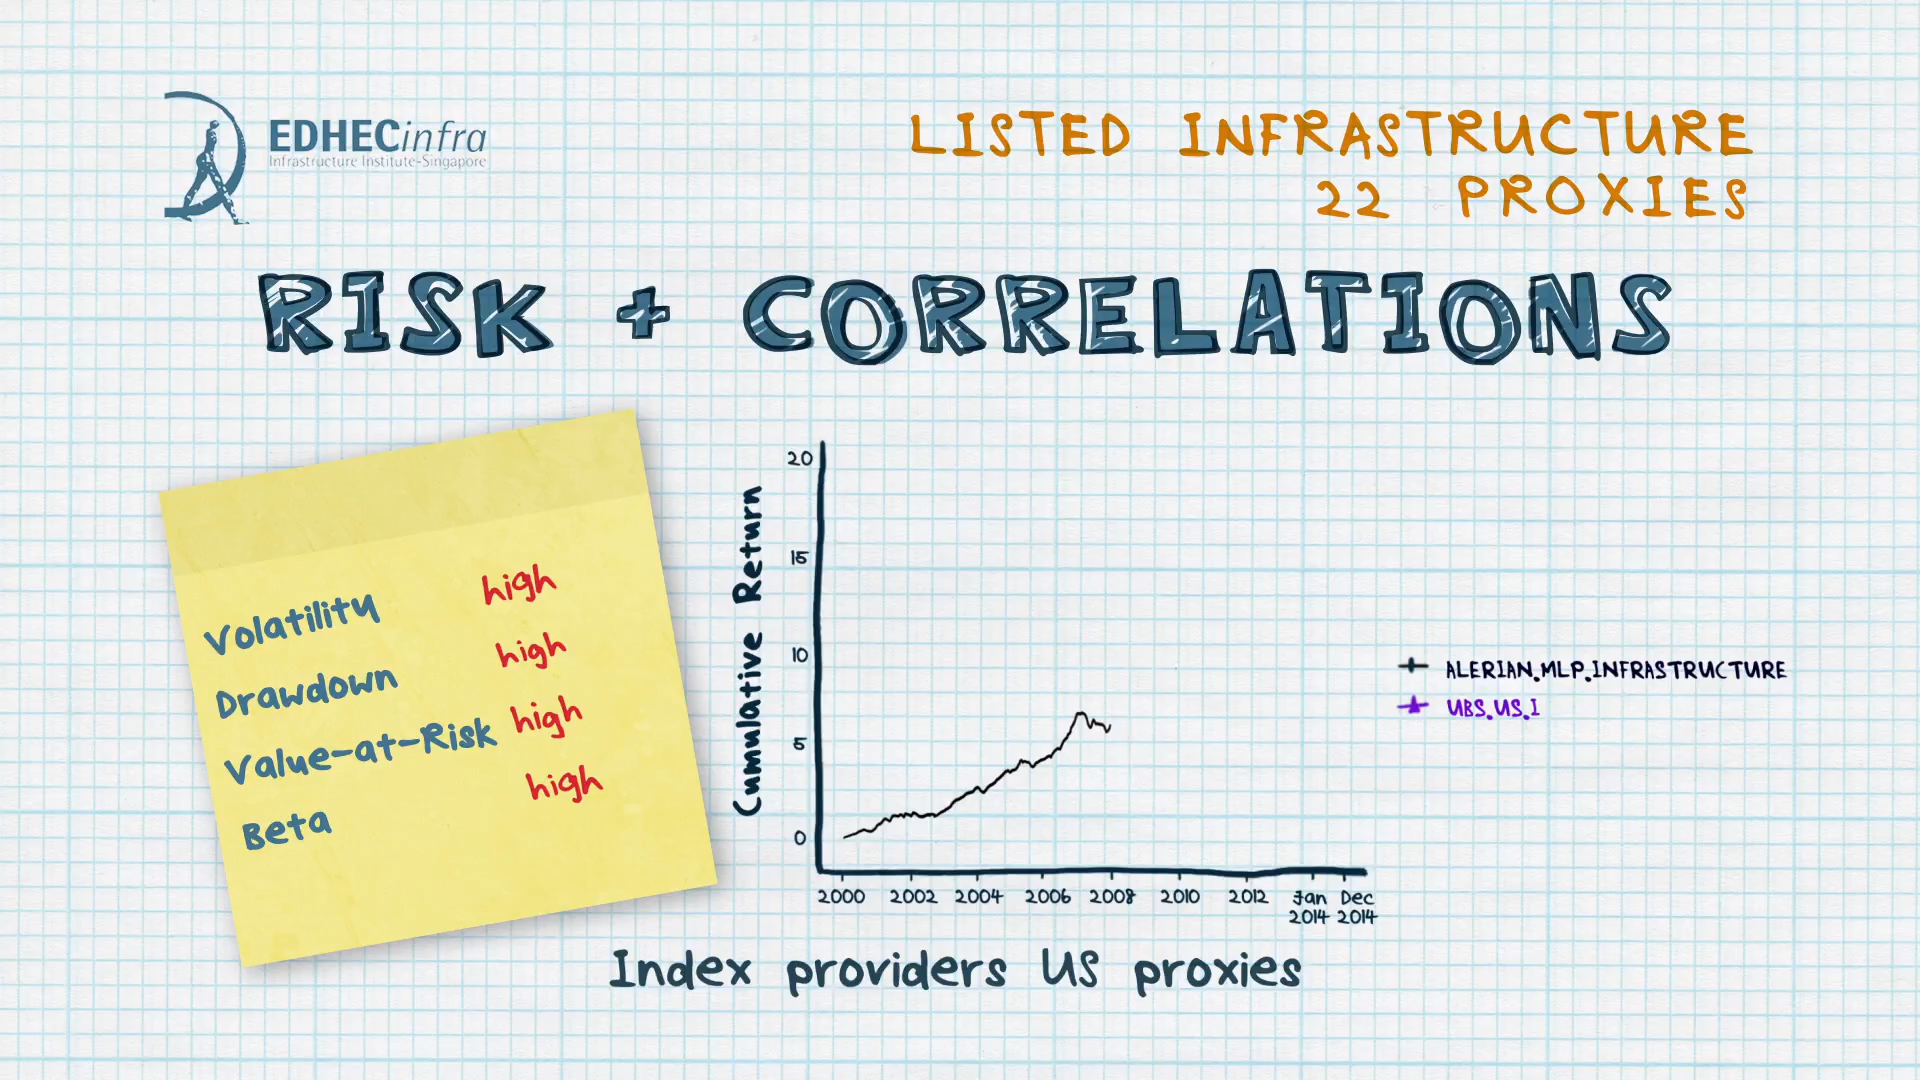 EDHECinfra
Infrastructure Institute-Singapore
LISTED INFRASTRUCTURE
22 PROXIES
RISK + CORRELATIONS
Volatility high
Drawdown high
Value-at-Risk high
Beta high
Cumulative Return
20
15
10
5
0
2000 2002 2004 2006 2008 2010 2012 Jan 2014 Dec 2014
ALERIAN.MLP.INFRASTRUCTURE
UBS.US.I
Index providers US proxies